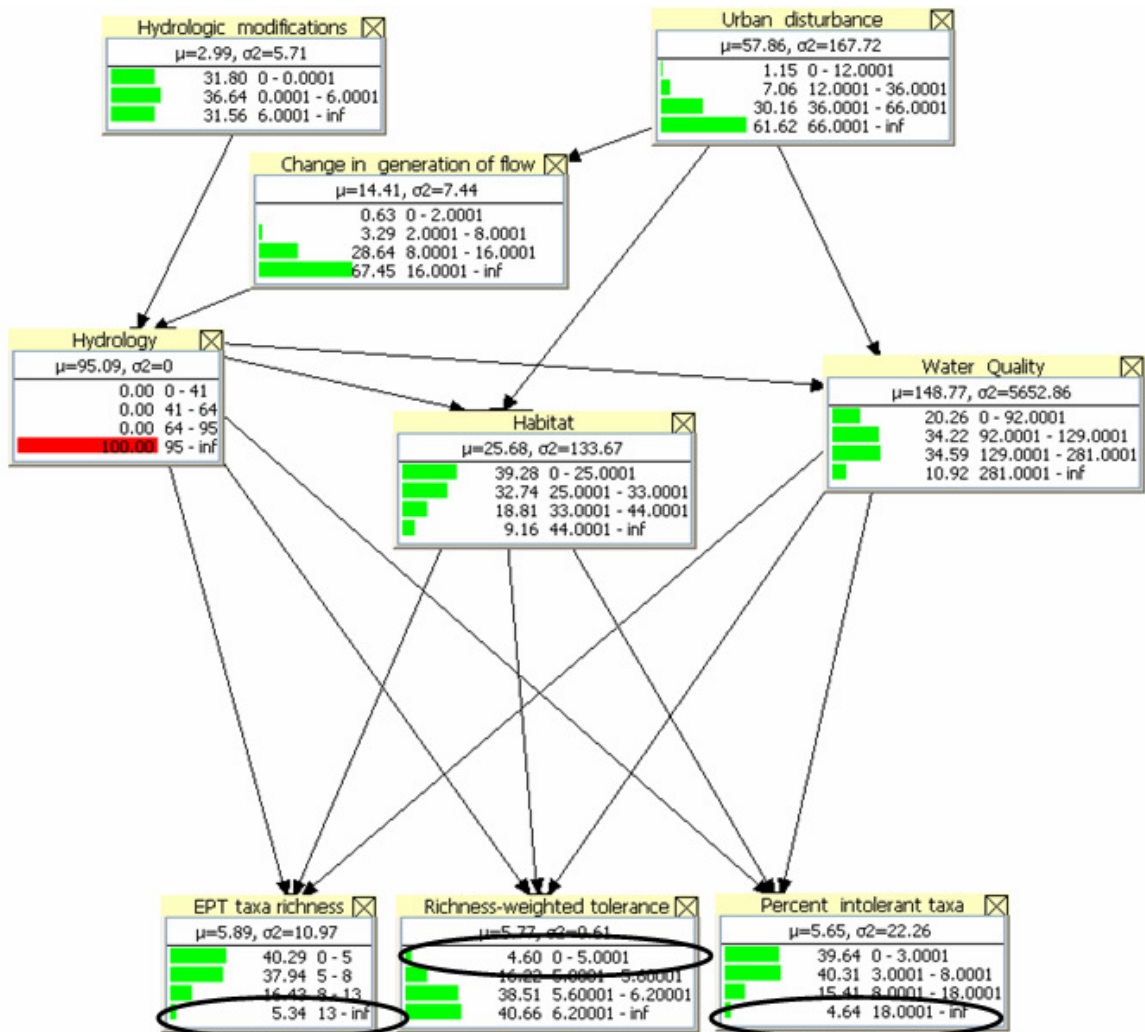 Hydrologic modifications
μ=2.99, σ2=5.71
31.80 0 - 0.0001
36.64 0.0001 - 6.0001
31.56 6.0001 - inf
Urban disturbance
μ=57.86, σ2=167.72
1.15 0 - 12.0001
7.06 12.0001 - 36.0001
30.16 36.0001 - 66.0001
61.62 66.0001 - inf
Change in generation of flow
μ=14.41, σ2=7.44
0.63 0 - 2.0001
3.29 2.0001 - 8.0001
28.64 8.0001 - 16.0001
67.45 16.0001 - inf
Hydrology
μ=95.09, σ2=0
0.00 0 - 41
0.00 41 - 64
0.00 64 - 95
100.00 95 - inf
Water Quality
μ=148.77, σ2=5652.86
20.26 0 - 92.0001
34.22 92.0001 - 129.0001
34.59 129.0001 - 281.0001
10.92 281.0001 - inf
Habitat
μ=25.68, σ2=133.67
39.28 0 - 25.0001
32.74 25.0001 - 33.0001
18.81 33.0001 - 44.0001
9.16 44.0001 - inf
EPT taxa richness
μ=5.89, σ2=10.97
40.29 0 - 5
37.94 5 - 8
16.43 8 - 13
5.34 13 - inf
Richness-weighted tolerance
μ=5.77, σ2=0.61
4.60 0 - 5.0001
16.22 5.0001 - 5.60001
38.51 5.60001 - 6.20001
40.66 6.20001 - inf
Percent intolerant taxa
μ=5.65, σ2=22.26
39.64 0 - 3.0001
40.31 3.0001 - 8.0001
15.41 8.0001 - 18.0001
4.64 18.0001 - inf